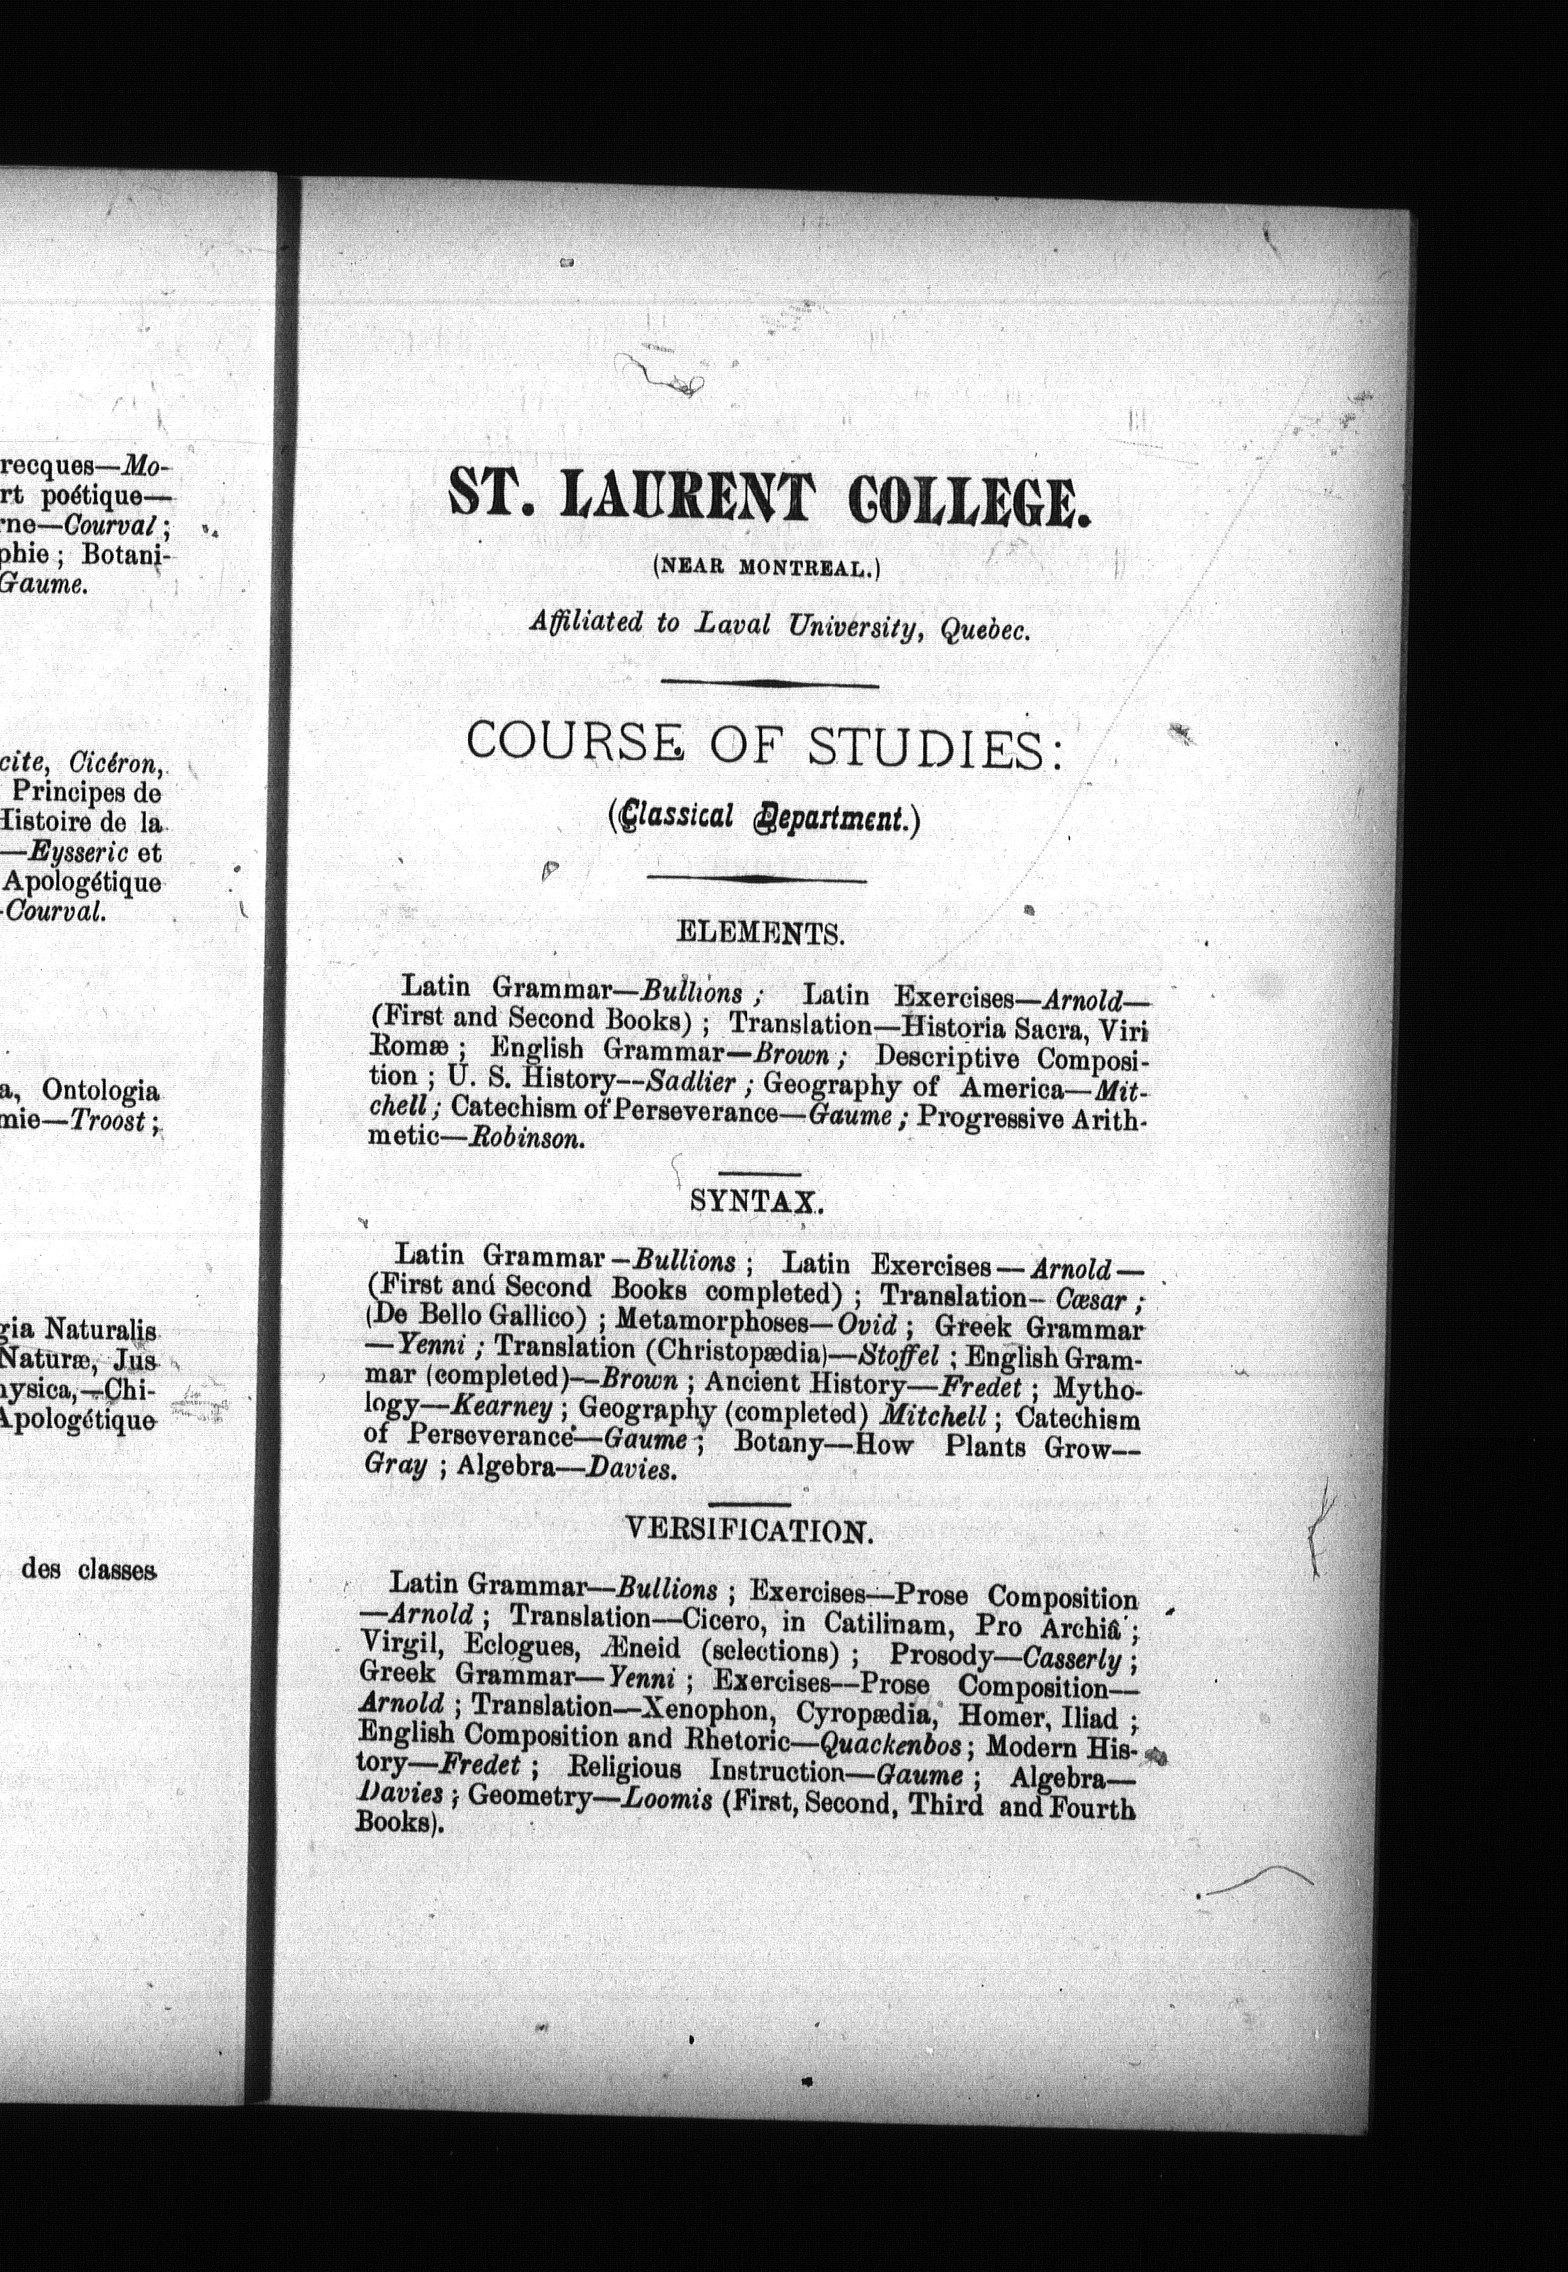 recques—Mo-
rt poétique—
rne—Courval ;
phie ; Botani-
Gaume.
cite, Cicéron,
Principes de
Histoire de la
—Eysseric et
Apologétique
-Courval.
a, Ontologia
mie—Troost ;
gia Naturalis
Naturæ, Jus
hysica,—Chi-
Apologétique
des classes
ST. LAURENT COLLEGE.
(NEAR MONTREAL.)
Affiliated to Laval University, Quebec.
COURSE OF STUDIES:
(Classical Department.)
ELEMENTS.
Latin Grammar—Bullions ; Latin Exercises—Arnold—
(First and Second Books) ; Translation—Historia Sacra, Viri
Romæ ; English Grammar—Brown ; Descriptive Composi-
tion ; U. S. History--Sadlier ; Geography of America—Mit-
chell ; Catechism of Perseverance—Gaume ; Progressive Arith-
metic—Robinson.
SYNTAX.
Latin Grammar –Bullions ; Latin Exercises — Arnold —
(First and Second Books completed) ; Translation– Cæsar ;
(De Bello Gallico) ; Metamorphoses—Ovid ; Greek Grammar
—Yenni ; Translation (Christopædia)—Stoffel ; English Gram-
mar (completed)—Brown ; Ancient History—Fredet ; Mytho-
logy—Kearney ; Geography (completed) Mitchell ; Catechism
of Perseverance—Gaume ; Botany—How Plants Grow—
Gray ; Algebra—Davies.
VERSIFICATION.
Latin Grammar—Bullions ; Exercises—Prose Composition
—Arnold ; Translation—Cicero, in Catilinam, Pro Archiâ ;
Virgil, Eclogues, Æneid (selections) ; Prosody—Casserly ;
Greek Grammar—Yenni ; Exercises--Prose Composition—
Arnold ; Translation—Xenophon, Cyropædia, Homer, Iliad ;
English Composition and Rhetoric—Quackenbos ; Modern His-
tory—Fredet ; Religious Instruction—Gaume ; Algebra—
Davies ; Geometry—Loomis (First, Second, Third and Fourth
Books).